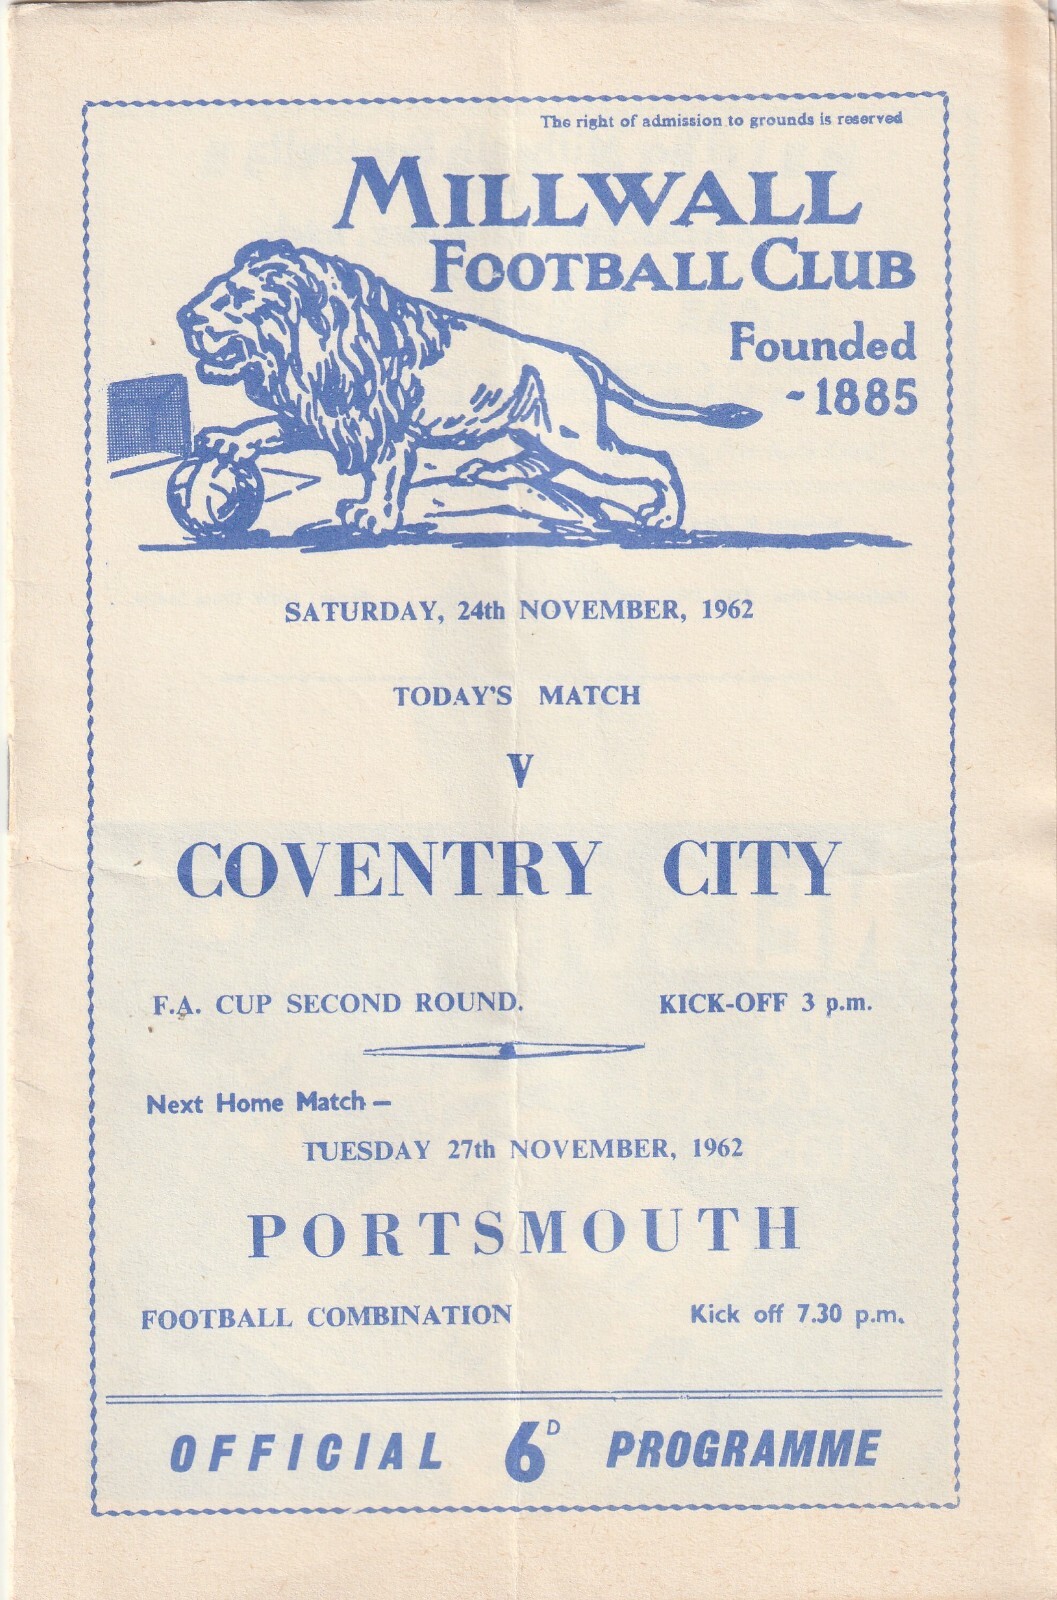 The right of admission to grounds is reserved
MILLWALL
FOOTBALL CLUB
Founded
-1885
SATURDAY, 24th NOVEMBER, 1962
TODAY'S MATCH
V
COVENTRY CITY
F.A. CUP SECOND ROUND. KICK-OFF 3 p.m.
Next Home Match —
TUESDAY 27th NOVEMBER, 1962
PORTSMOUTH
FOOTBALL COMBINATION Kick off 7.30 p.m.
OFFICIAL 6D PROGRAMME